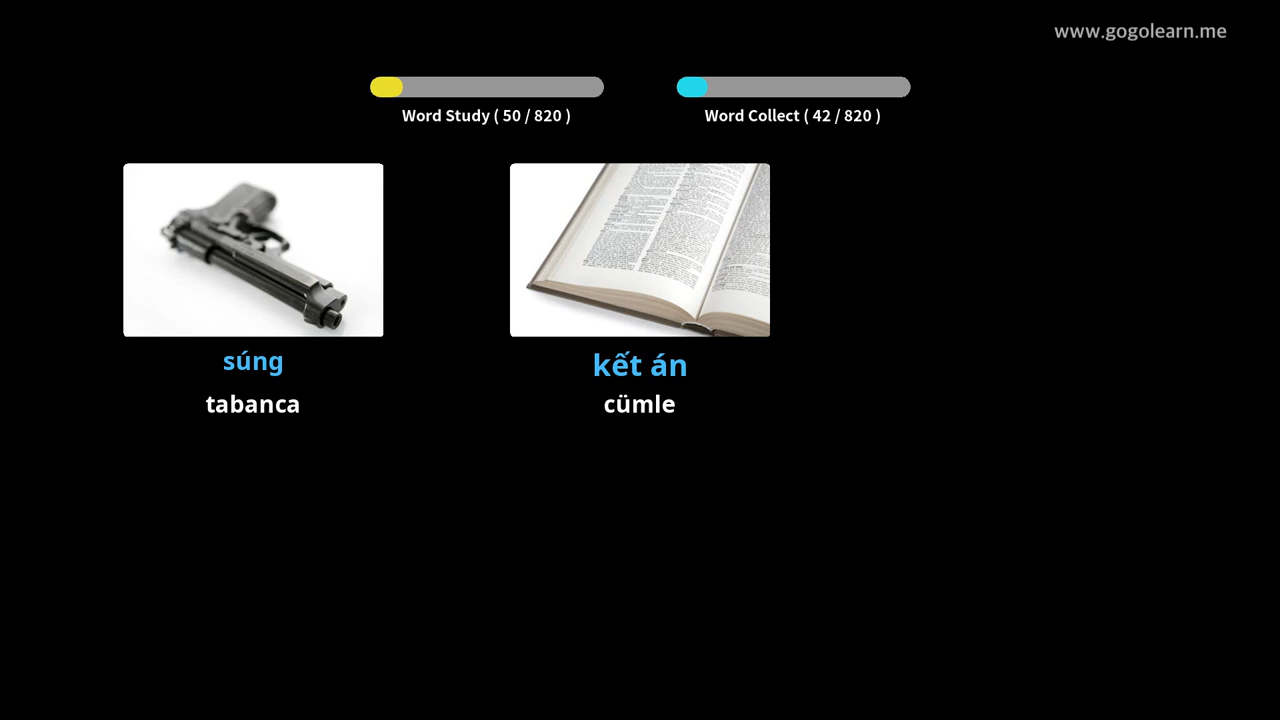 www.gogolearn.me
Word Study ( 50 / 820 )
Word Collect ( 42 / 820 )
súng
tabanca
kết án
cümle